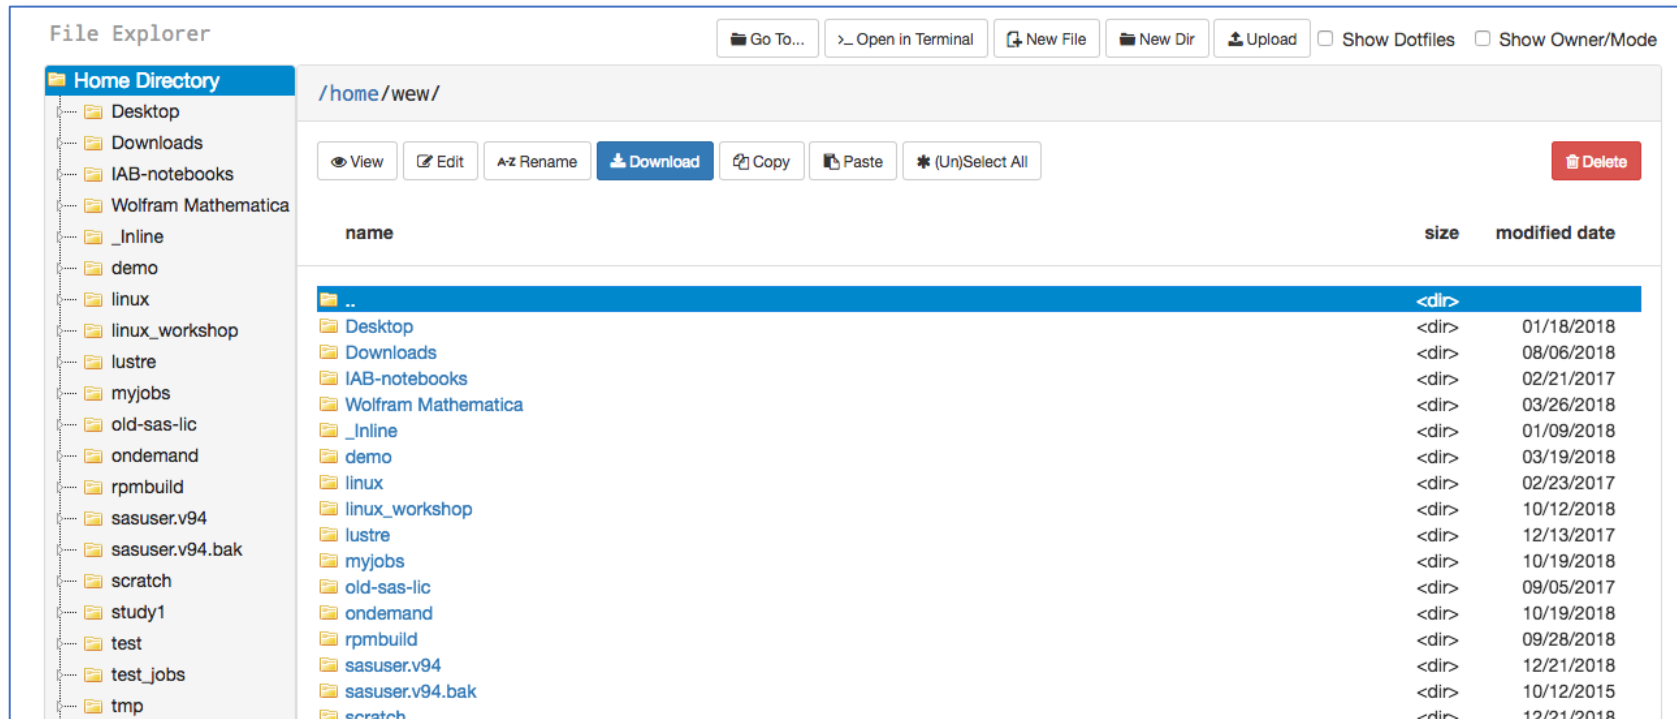 File Explorer
Go To... >_ Open in Terminal New File New Dir Upload Show Dotfiles Show Owner/Mode
Home Directory
Desktop
Downloads
IAB-notebooks
Wolfram Mathematica
_Inline
demo
linux
linux_workshop
lustre
myjobs
old-sas-lic
ondemand
rpmbuild
sasuser.v94
sasuser.v94.bak
scratch
study1
test
test_jobs
tmp
/home/wew/
View Edit A-Z Rename Download Copy Paste (Un)Select All Delete
name size modified date
.. <dir>
Desktop <dir> 01/18/2018
Downloads <dir> 08/06/2018
IAB-notebooks <dir> 02/21/2017
Wolfram Mathematica <dir> 03/26/2018
_Inline <dir> 01/09/2018
demo <dir> 03/19/2018
linux <dir> 02/23/2017
linux_workshop <dir> 10/12/2018
lustre <dir> 12/13/2017
myjobs <dir> 10/19/2018
old-sas-lic <dir> 09/05/2017
ondemand <dir> 10/19/2018
rpmbuild <dir> 09/28/2018
sasuser.v94 <dir> 12/21/2018
sasuser.v94.bak <dir> 10/12/2015
scratch <dir> 12/21/2018